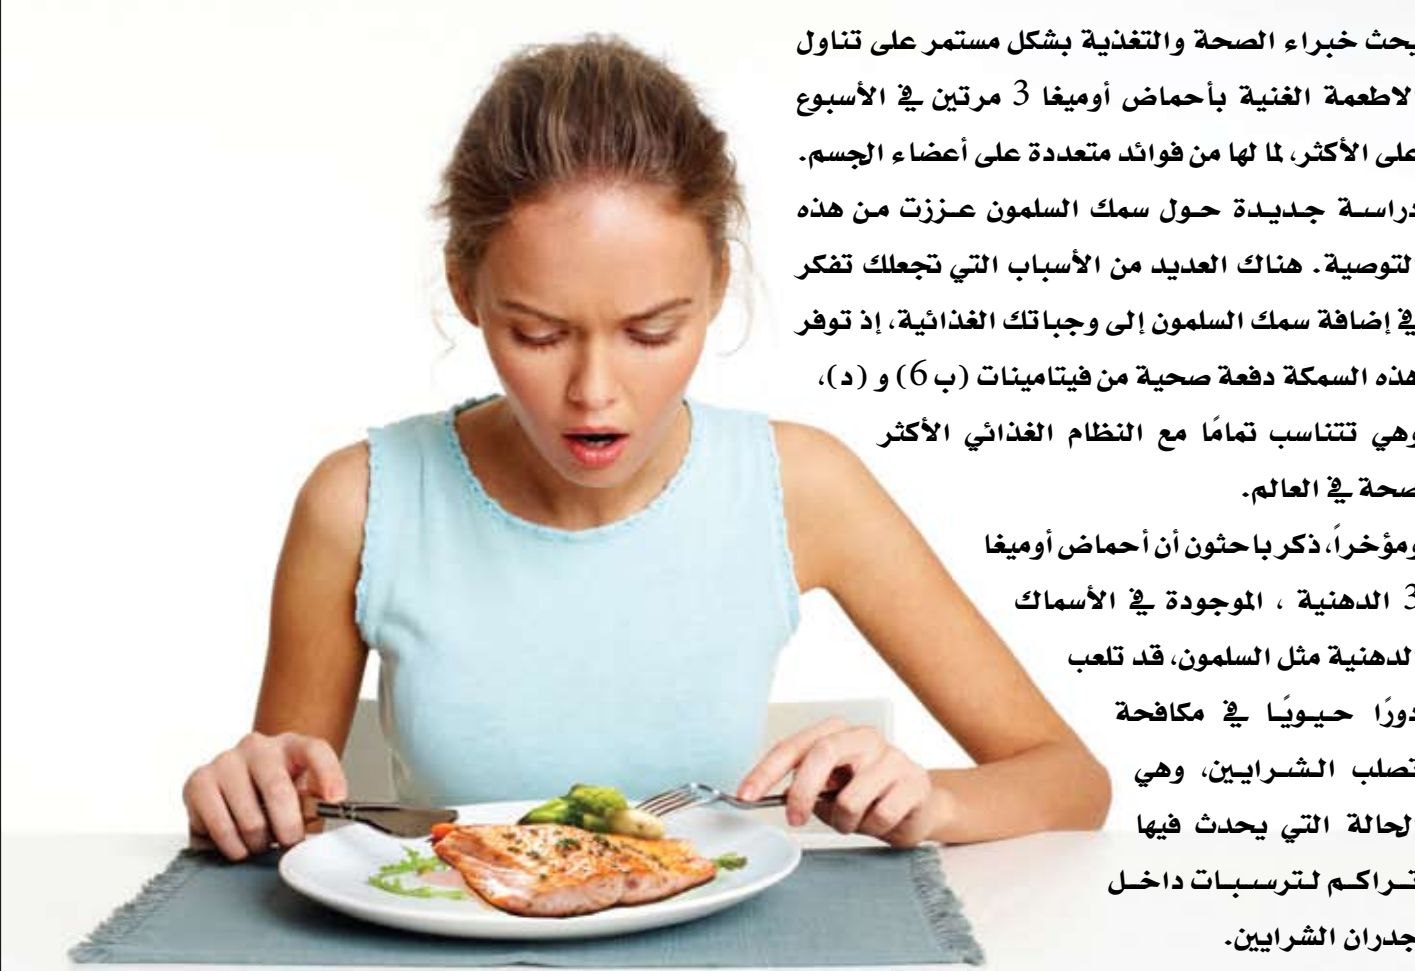 يحث خبراء الصحة والتغذية بشكل مستمر على تناول
الاطعمة الغنية بأحماض أوميغا 3 مرتين في الأسبوع
على الأكثر، لما لها من فوائد متعددة على أعضاء الجسم.
دراسة جديدة حول سمك السلمون عززت من هذه
التوصية. هناك العديد من الأسباب التي تجعلك تفكر
في إضافة سمك السلمون إلى وجباتك الغذائية، إذ توفر
هذه السمكة دفعة صحية من فيتامينات (ب 6) و (د)،
وهي تتناسب تمامًا مع النظام الغذائي الأكثر
صحة في العالم.
ومؤخراً، ذكر باحثون أن أحماض أوميغا
3 الدهنية ، الموجودة في الأسماك
الدهنية مثل السلمون، قد تلعب
دورًا حيويًا في مكافحة
تصلب الشرايين، وهي
الحالة التي يحدث فيها
تراكم لترسبات داخل
جدران الشرايين.